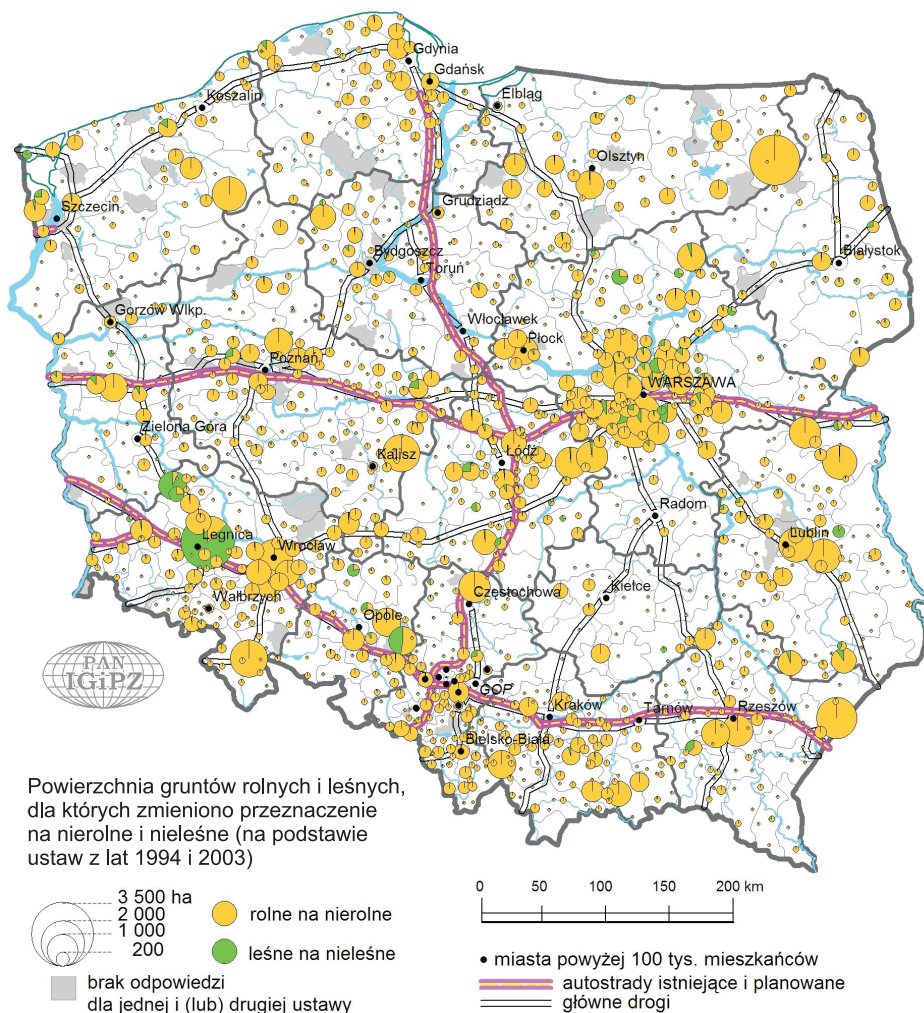 Gdynia
Gdańsk
Koszalin
Elbląg
Olsztyn
Szczecin
Grudziądz
Bydgoszcz
Toruń
Białystok
Gorzów Wlkp.
Włocławek
Płock
Poznań
WARSZAWA
Zielona Góra
Kalisz
Łódź
Radom
Legnica
Wrocław
Lublin
Wałbrzych
Opole
Częstochowa
Kielce
PAN
IGiPZ
GOP
Kraków
Tarnów
Rzeszów
Bielsko-Biała
Powierzchnia gruntów rolnych i leśnych,
dla których zmieniono przeznaczenie
na nierolne i nieleśne (na podstawie
ustaw z lat 1994 i 2003)
3 500 ha
2 000
1 000
200
rolne na nierolne
leśne na nieleśne
brak odpowiedzi
dla jednej i (lub) drugiej ustawy
0 50 100 150 200 km
miasta powyżej 100 tys. mieszkańców
autostrady istniejące i planowane
główne drogi